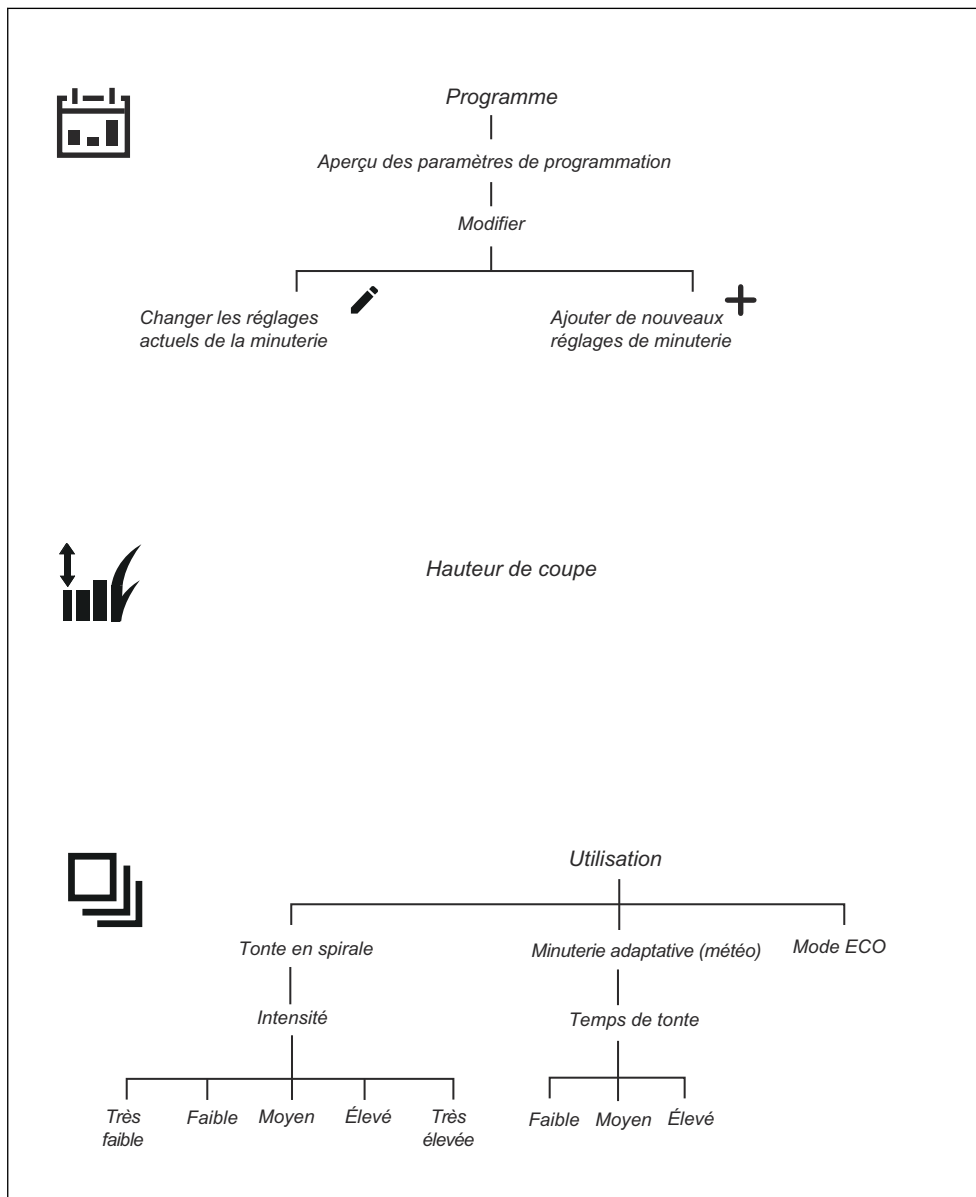 Programme
Aperçu des paramètres de programmation
Modifier
Changer les réglages
actuels de la minuterie
Ajouter de nouveaux
réglages de minuterie
Hauteur de coupe
Utilisation
Tonte en spirale
Minuterie adaptative (météo)
Mode ECO
Intensité
Temps de tonte
Très
faible
Faible
Moyen
Élevé
Très
élevée
Faible
Moyen
Élevé